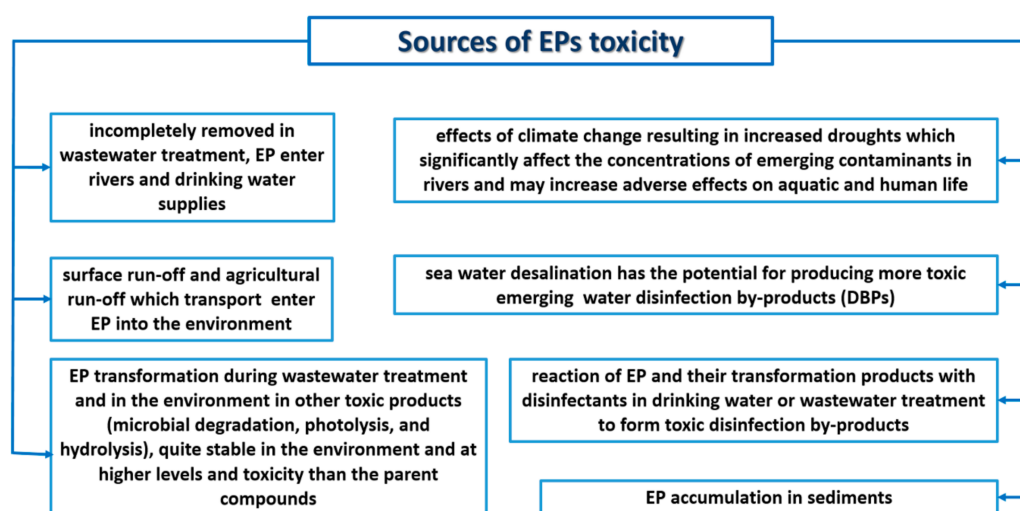 Sources of EPs toxicity
incompletely removed in
wastewater treatment, EP enter
rivers and drinking water
supplies
surface run-off and agricultural
run-off which transport  enter
EP into the environment
EP transformation during wastewater treatment
and in the environment in other toxic products
(microbial degradation, photolysis, and
hydrolysis), quite stable in the environment and at
higher levels and toxicity than the parent
compounds
effects of climate change resulting in increased droughts which
significantly affect the concentrations of emerging contaminants in
rivers and may increase adverse effects on aquatic and human life
sea water desalination has the potential for producing more toxic
emerging  water disinfection by-products (DBPs)
reaction of EP and their transformation products with
disinfectants in drinking water or wastewater treatment
to form toxic disinfection by-products
EP accumulation in sediments